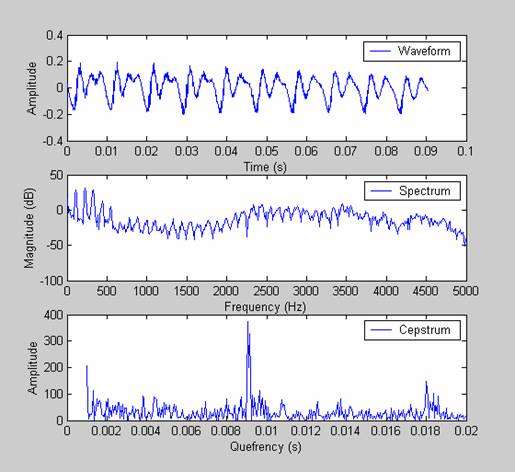 0.4
0.2
0
-0.2
-0.4
Amplitude
Waveform
0 0.01 0.02 0.03 0.04 0.05 0.06 0.07 0.08 0.09 0.1
Time (s)
50
0
-50
-100
Magnitude (dB)
Spectrum
0 500 1000 1500 2000 2500 3000 3500 4000 4500 5000
Frequency (Hz)
400
300
200
100
0
Amplitude
Cepstrum
0 0.002 0.004 0.006 0.008 0.01 0.012 0.014 0.016 0.018 0.02
Quefrency (s)